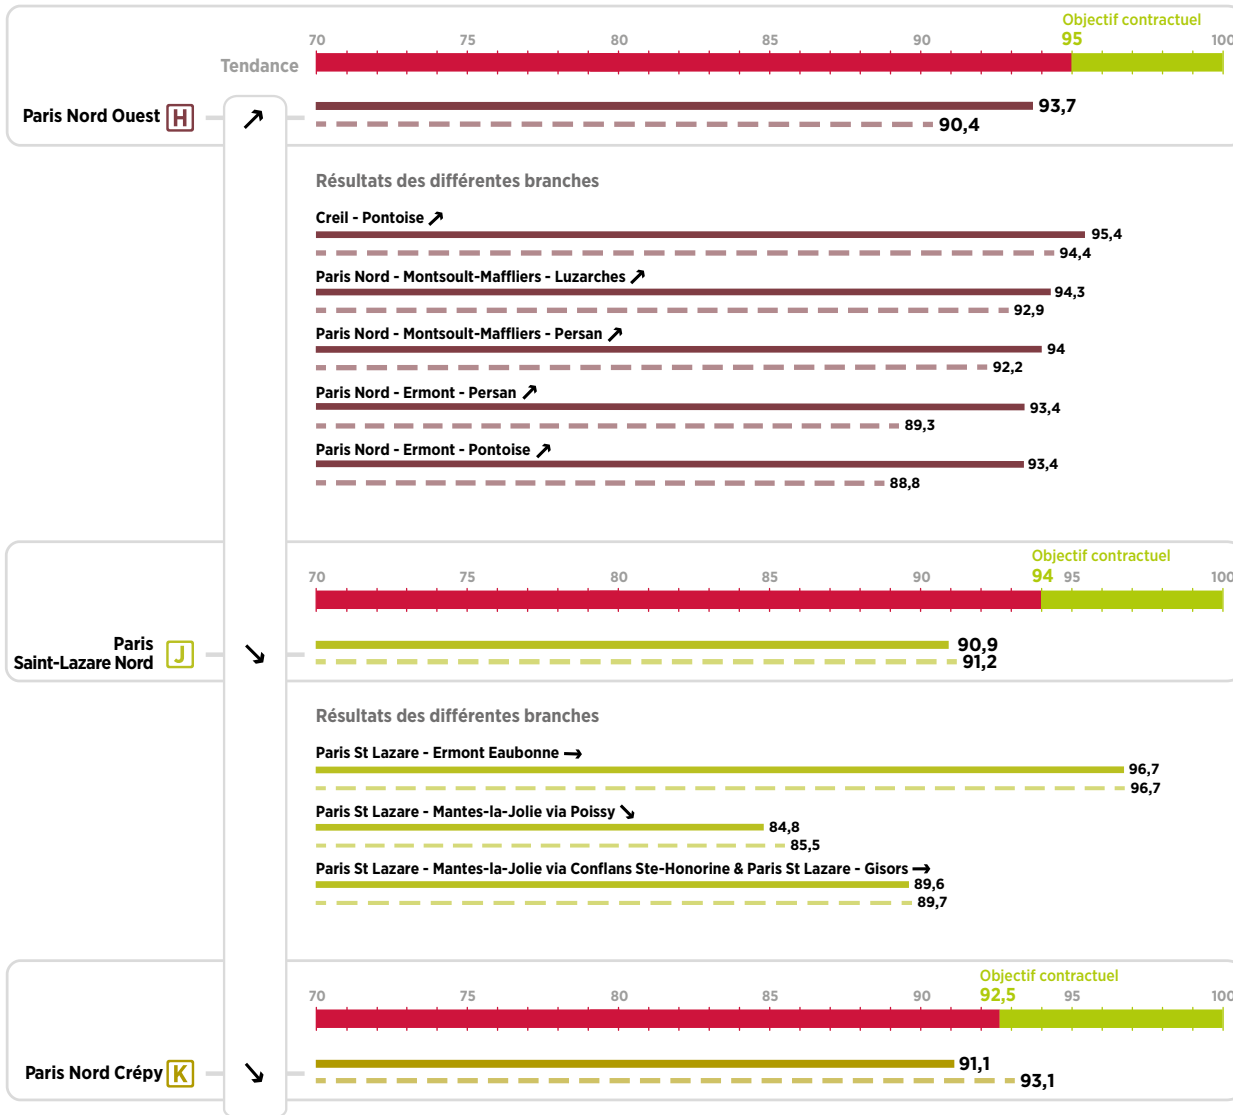 Objectif contractuel
70 75 80 85 90 95 100
Tendance
Paris Nord Ouest H
93,7
90,4
Résultats des différentes branches
Creil - Pontoise ↗
95,4
94,4
Paris Nord - Montsoult-Maffliers - Luzarches ↗
94,3
92,9
Paris Nord - Montsoult-Maffliers - Persan ↗
94
92,2
Paris Nord - Ermont - Persan ↗
93,4
89,3
Paris Nord - Ermont - Pontoise ↗
93,4
88,8
Objectif contractuel
70 75 80 85 90 94 95 100
Paris
Saint-Lazare Nord J
90,9
91,2
Résultats des différentes branches
Paris St Lazare - Ermont Eaubonne →
96,7
96,7
Paris St Lazare - Mantes-la-Jolie via Poissy ↘
84,8
85,5
Paris St Lazare - Mantes-la-Jolie via Conflans Ste-Honorine & Paris St Lazare - Gisors →
89,6
89,7
Objectif contractuel
70 75 80 85 90 92,5 95 100
Paris Nord Crépy K
91,1
93,1